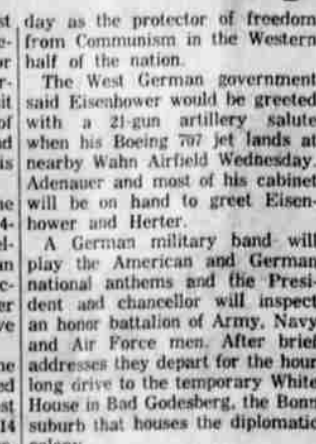 day as the protector of freedom
from Communism in the Western
half of the nation.
The West German government
said Eisenhower would be greeted
with a 21-gun artillery salute
when his Boeing 707 jet lands at
nearby Wahn Airfield Wednesday.
Adenauer and most of his cabinet
will be on hand to greet Eisen-
hower and Herter.
A German military band will
play the American and German
national anthems and the Presi-
dent and chancellor will inspect
an honor battalion of Army, Navy
and Air Force men. After brief
addresses they depart for the hour
long drive to the temporary White
House in Bad Godesberg, the Bonn
suburb that houses the diplomatic